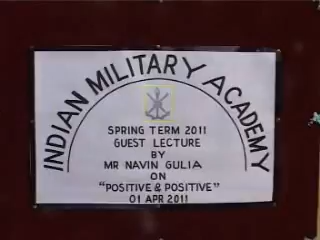 INDIAN MILITARY ACADEMY
SPRING TERM 2011
GUEST LECTURE
BY
MR NAVIN GULIA
ON
"POSITIVE & POSITIVE"
01 APR 2011